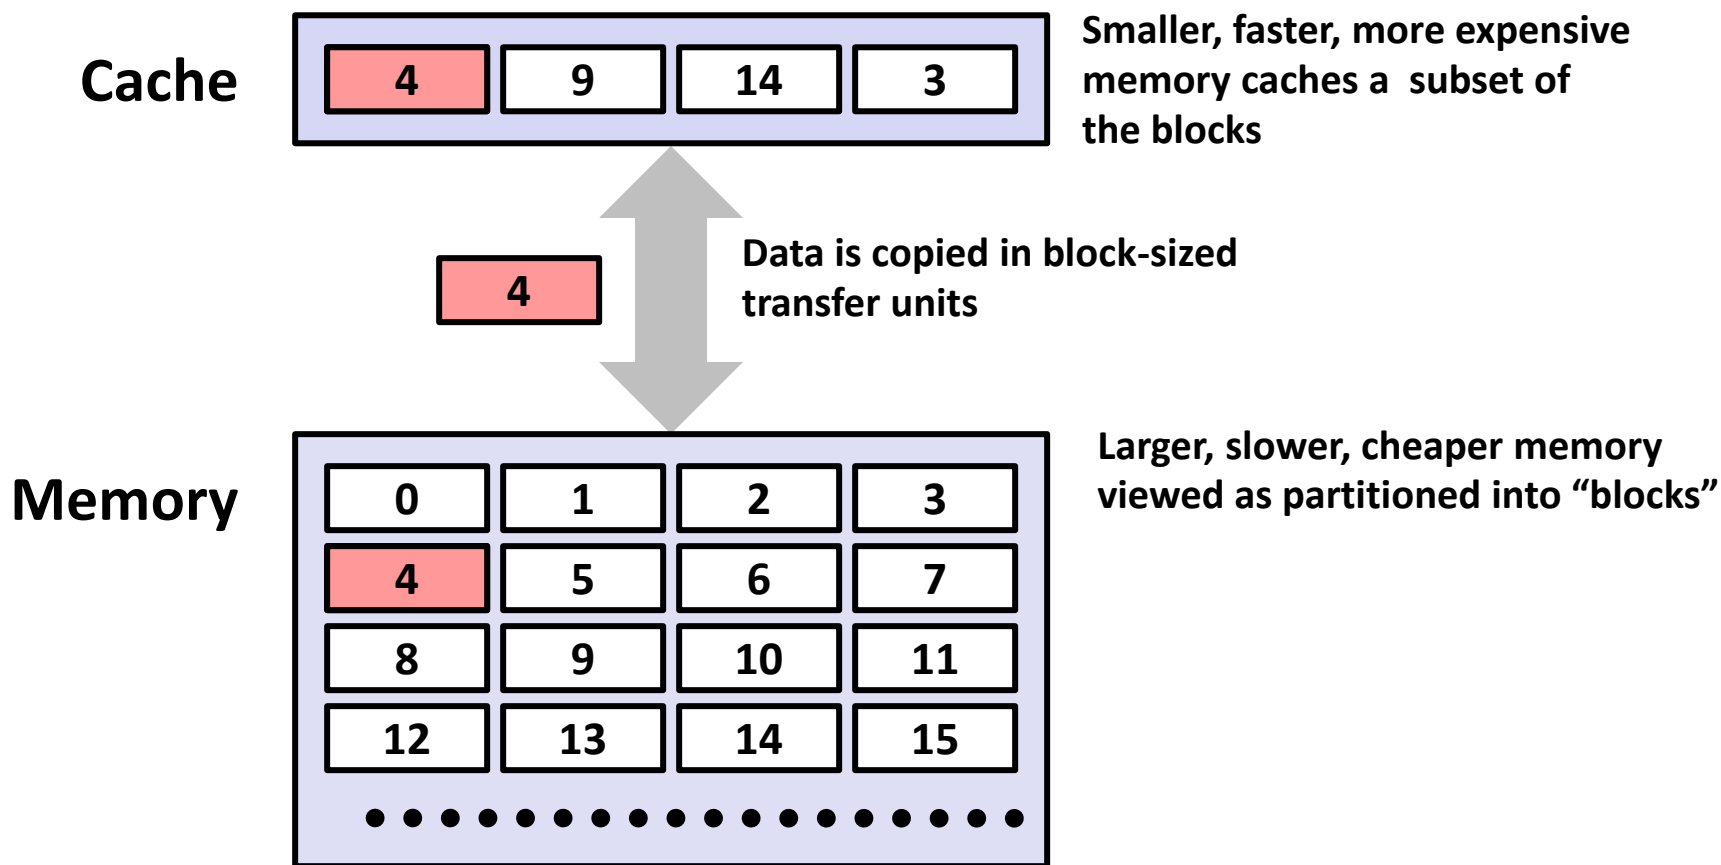 Cache
4 9 14 3
Smaller, faster, more expensive
memory caches a subset of
the blocks
4
Data is copied in block-sized
transfer units
Memory
0 1 2 3
4 5 6 7
8 9 10 11
12 13 14 15
Larger, slower, cheaper memory
viewed as partitioned into “blocks”